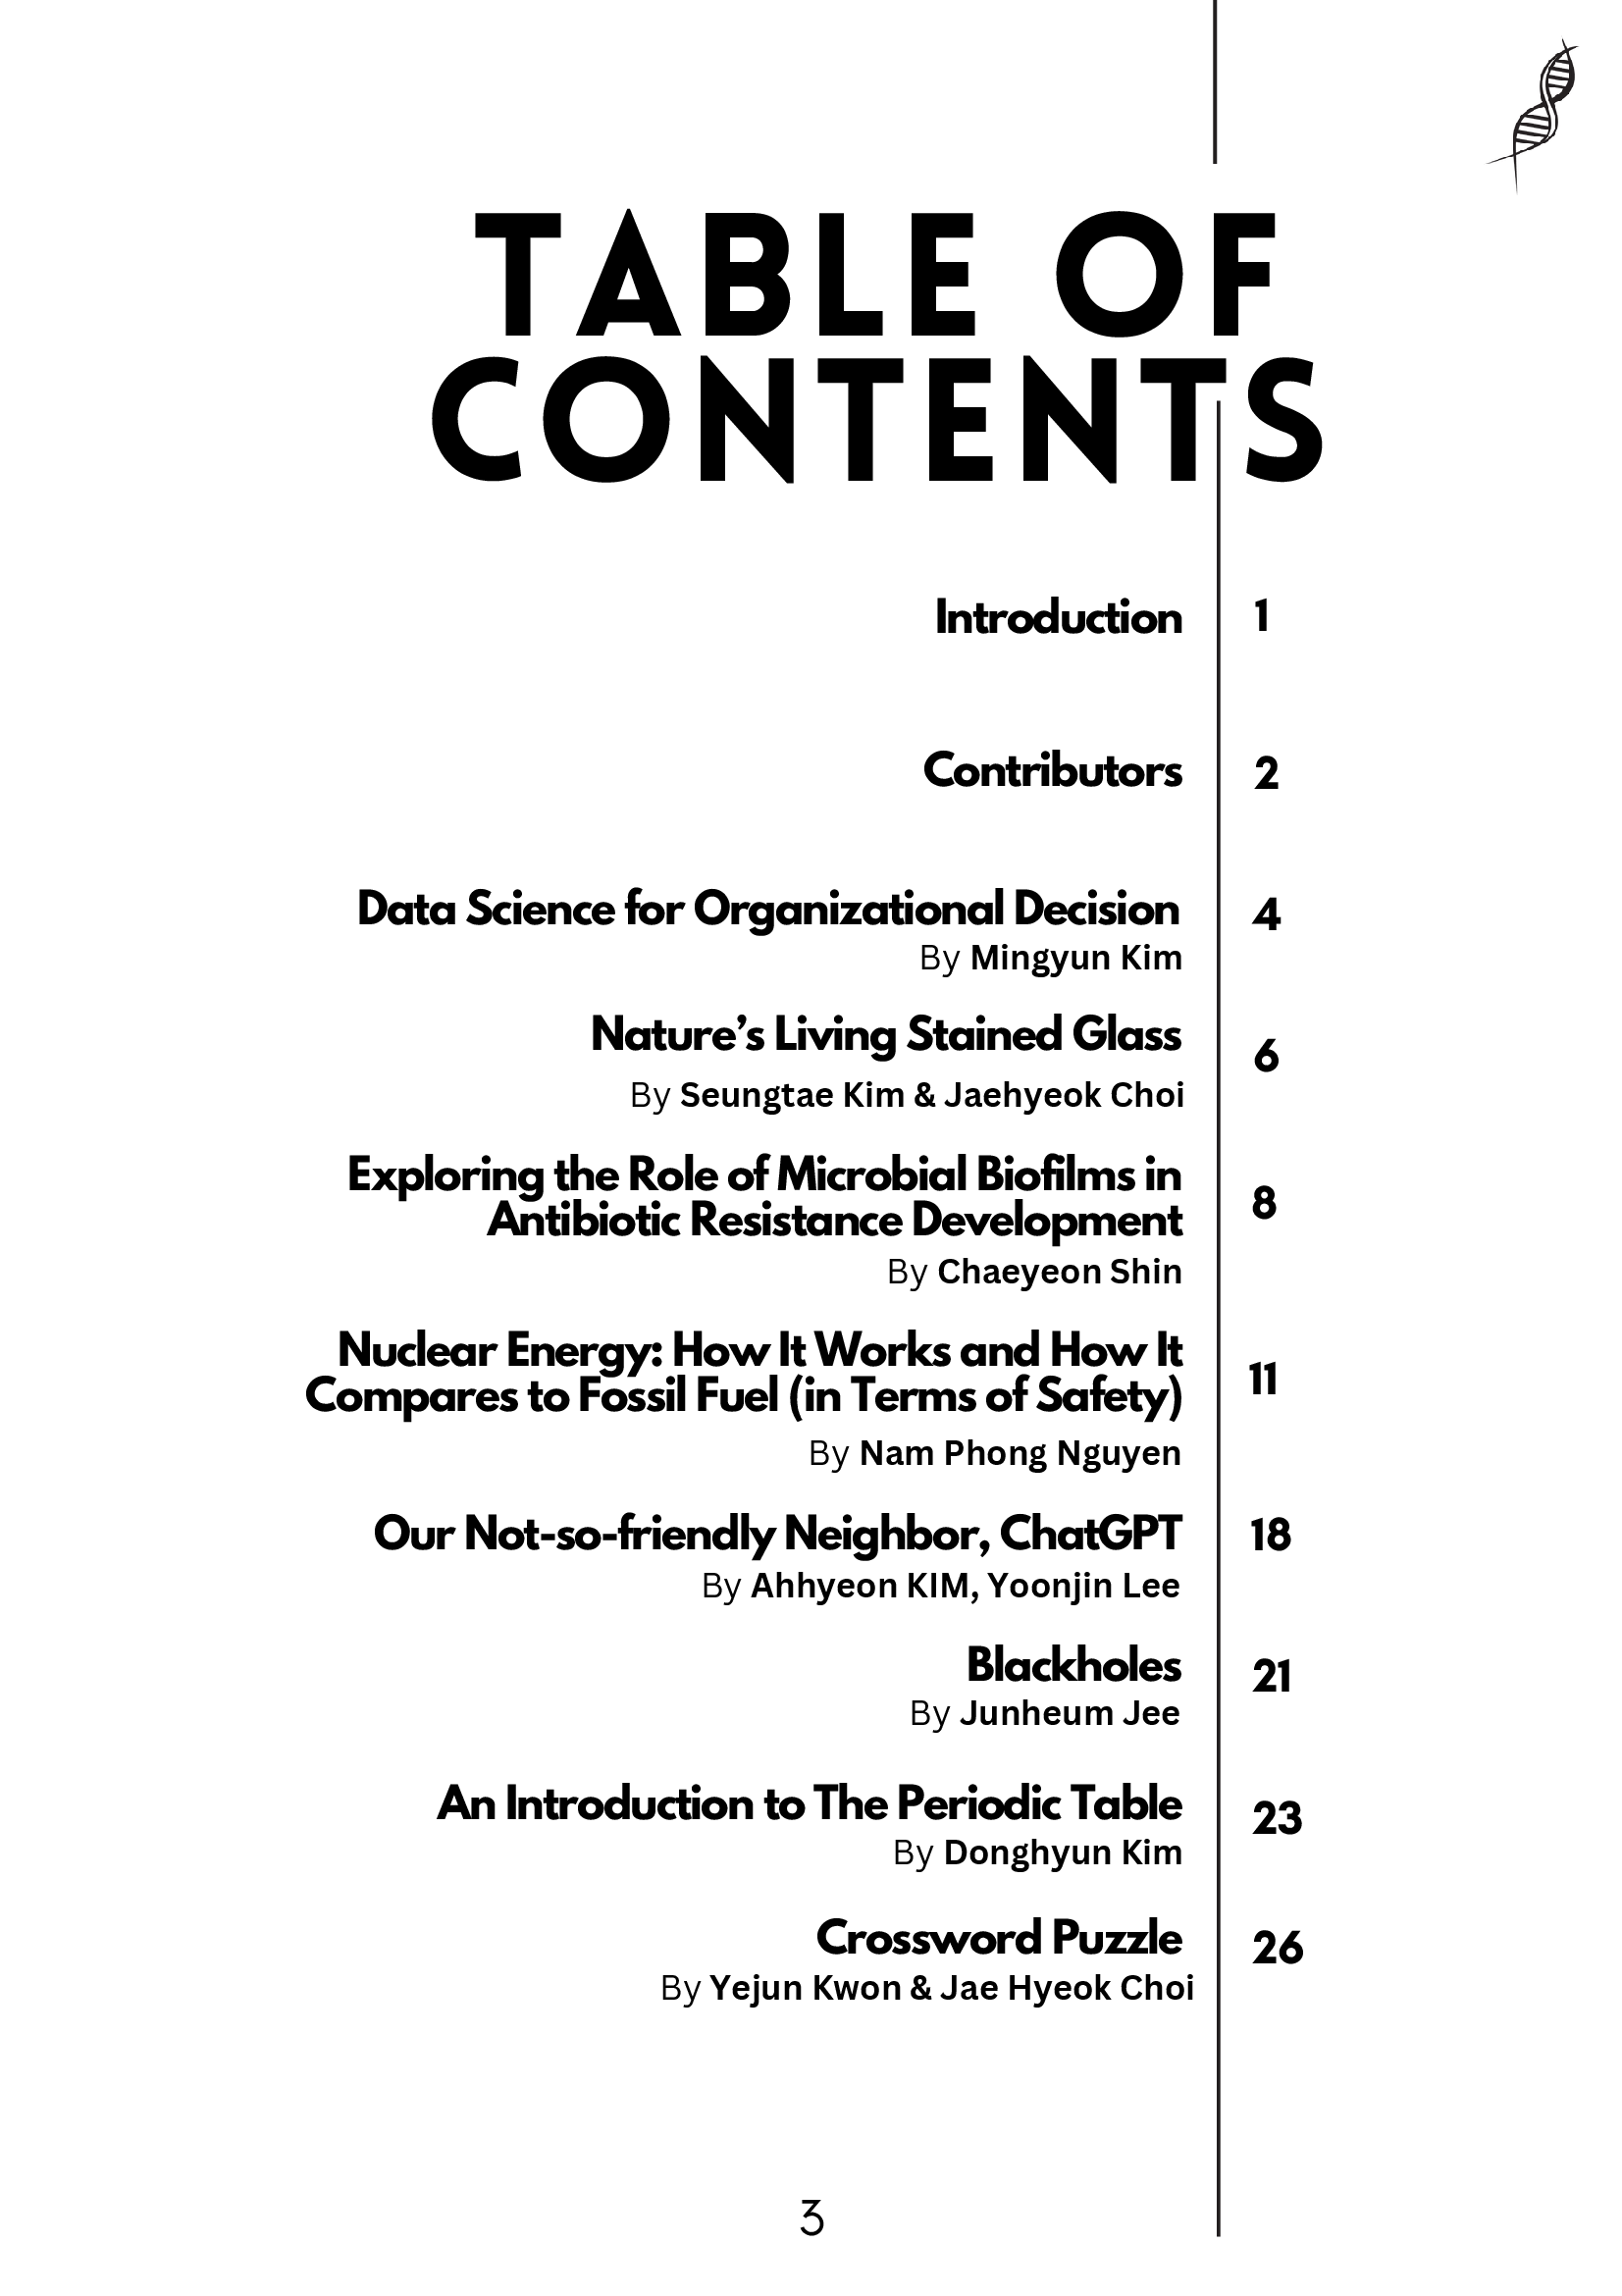 TABLE OF
CONTENTS
Introduction 1
Contributors 2
Data Science for Organizational Decision 4
By Mingyun Kim
Nature’s Living Stained Glass 6
By Seungtae Kim & Jaehyeok Choi
Exploring the Role of Microbial Biofilms in
Antibiotic Resistance Development 8
By Chaeyeon Shin
Nuclear Energy: How It Works and How It
Compares to Fossil Fuel (in Terms of Safety) 11
By Nam Phong Nguyen
Our Not-so-friendly Neighbor, ChatGPT 18
By Ahhyeon KIM, Yoonjin Lee
Blackholes 21
By Junheum Jee
An Introduction to The Periodic Table 23
By Donghyun Kim
Crossword Puzzle 26
By Yejun Kwon & Jae Hyeok Choi
3